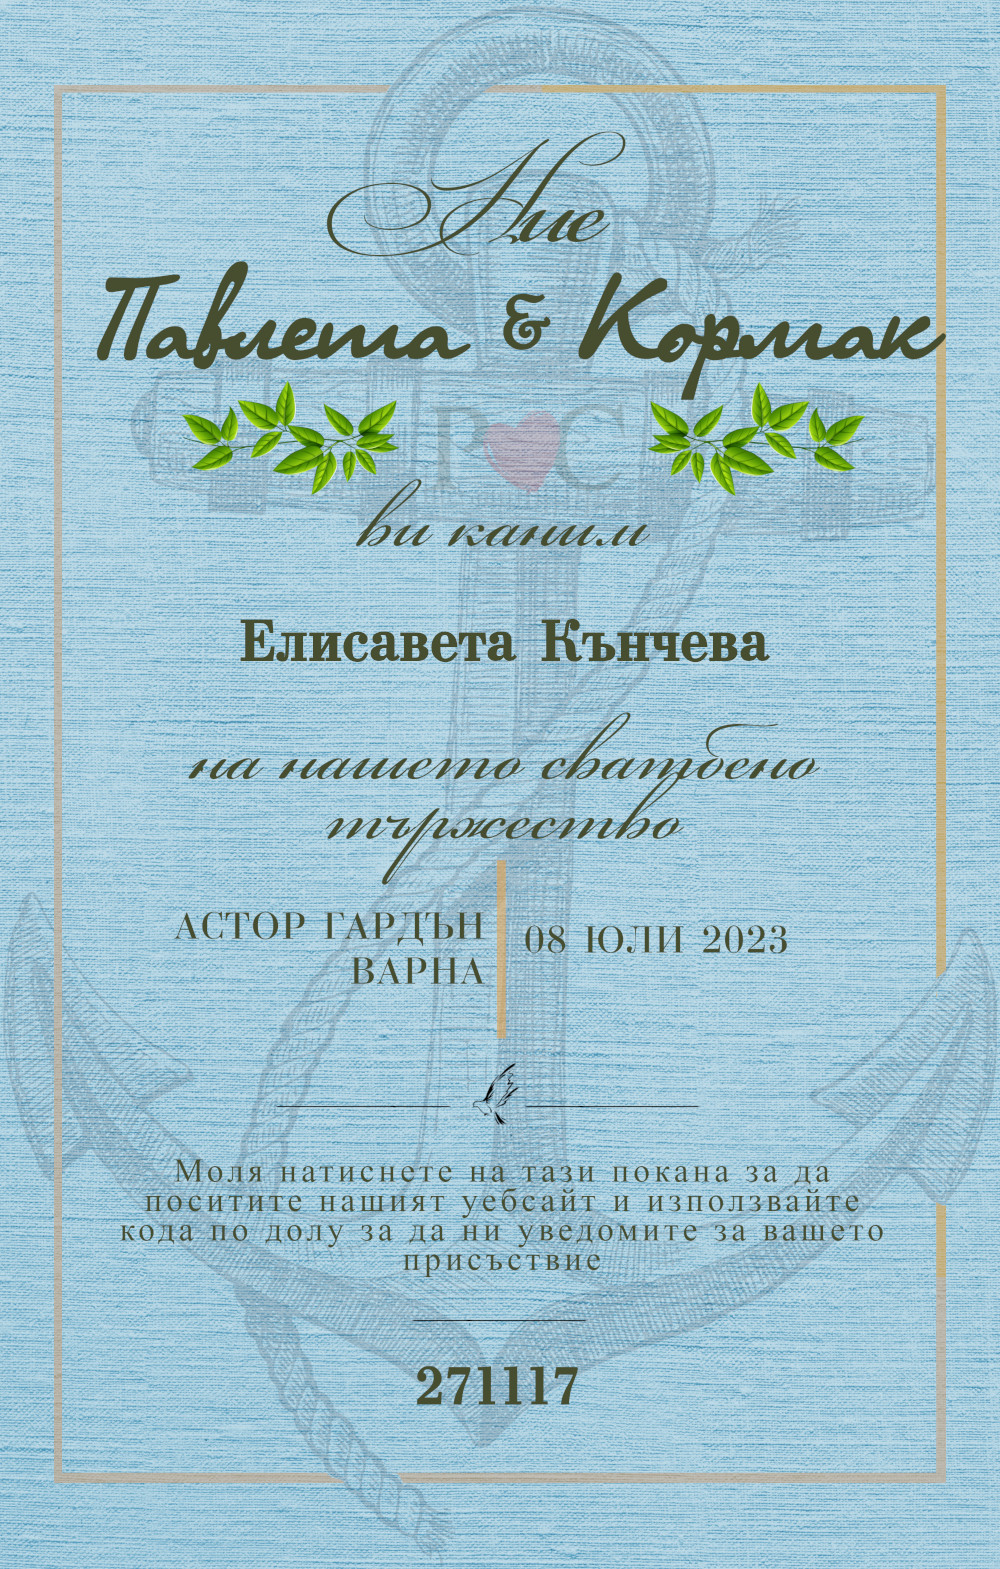 Ние
Павлета & Кормак
P C
ви каним
Елисавета Кънчева
на нашето сватбено
тържество
АСТОР ГАРДЪН
ВАРНА
08 ЮЛИ 2023
Моля натиснете на тази покана за да
поситите нашият уебсайт и използвайте
кода по долу за да ни уведомите за вашето
присъствие
271117